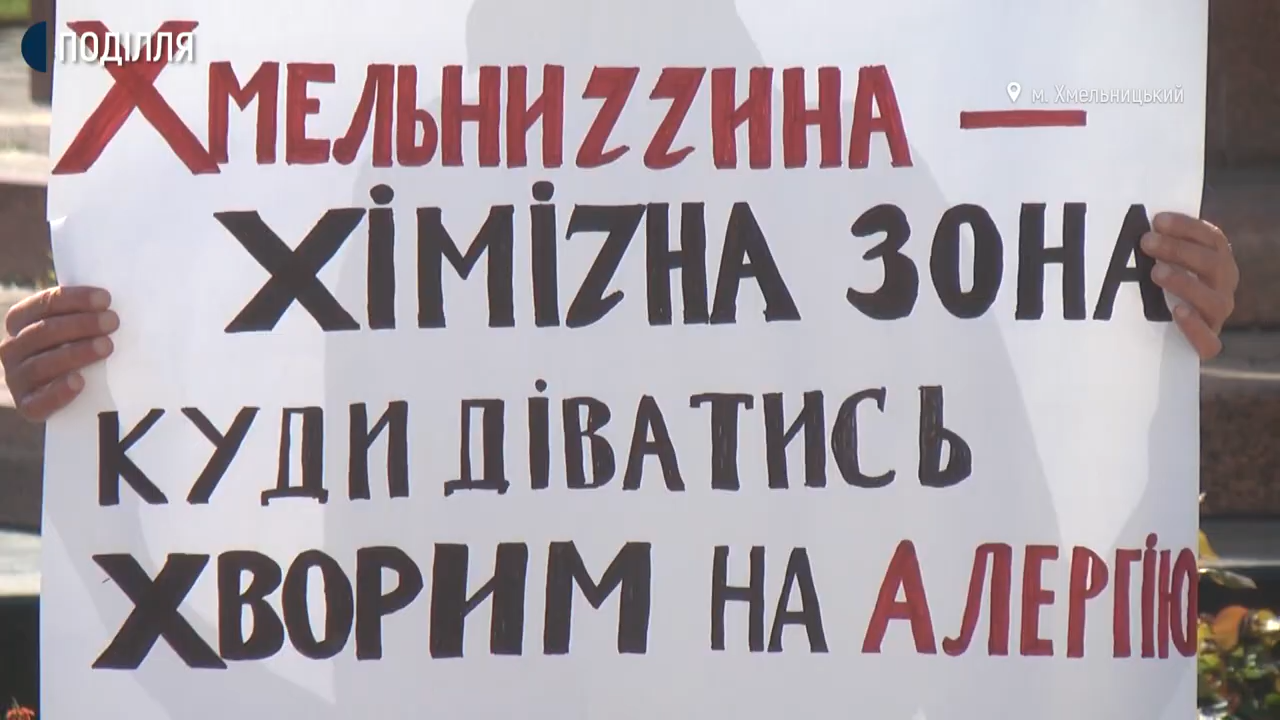 ПОДІЛЛЯ
м. Хмельницький
ХМЕЛЬНИZZИНА —
ХІМІZНА ЗОНА
КУДИ ДІВАТИСЬ
ХВОРИМ НА АЛЕРГІЮ